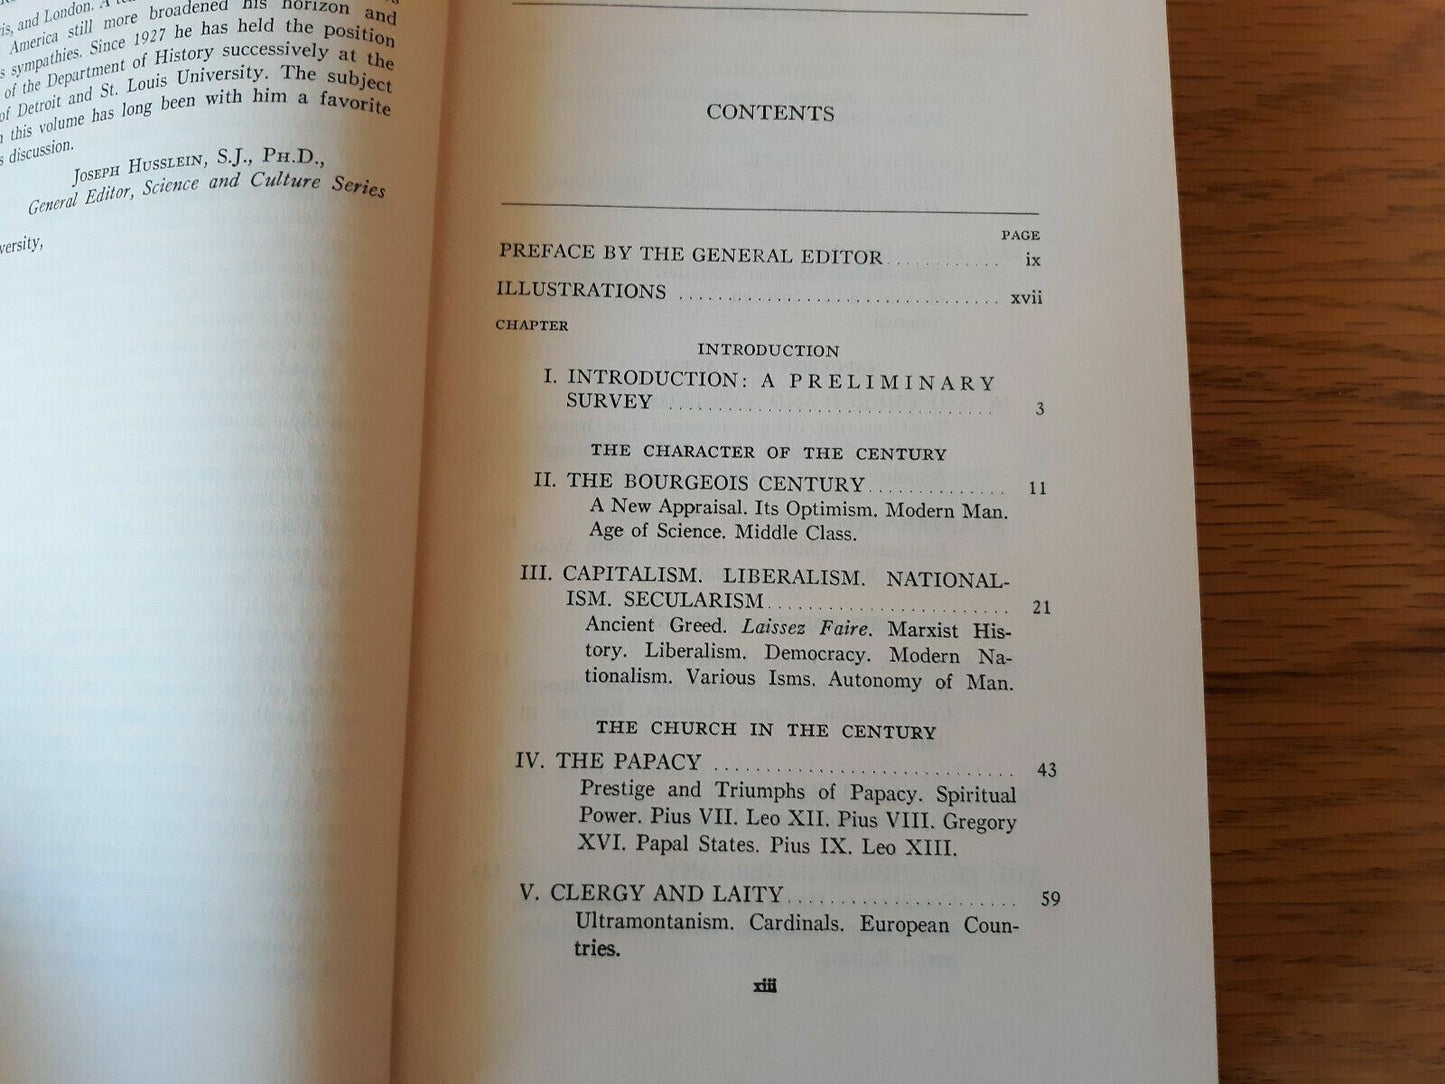 is, and London. A
America still more broadened his horizon and
sympathies. Since 1927 he has held the position
of the Department of History successively at the
of Detroit and St. Louis University. The subject
this volume has long been with him a favorite
discussion.
JOSEPH HUSSLEIN, S.J., PH.D.,
General Editor, Science and Culture Series
versity,
CONTENTS
PAGE
PREFACE BY THE GENERAL EDITOR............ ix
ILLUSTRATIONS ................................ xvii
CHAPTER
INTRODUCTION
I. INTRODUCTION: A PRELIMINARY
SURVEY ................................. 3
THE CHARACTER OF THE CENTURY
II. THE BOURGEOIS CENTURY.............. 11
A New Appraisal. Its Optimism. Modern Man.
Age of Science. Middle Class.
III. CAPITALISM. LIBERALISM. NATIONAL-
ISM. SECULARISM........................ 21
Ancient Greed. Laissez Faire. Marxist His-
tory. Liberalism. Democracy. Modern Na-
tionalism. Various Isms. Autonomy of Man.
THE CHURCH IN THE CENTURY
IV. THE PAPACY .............................. 43
Prestige and Triumphs of Papacy. Spiritual
Power. Pius VII. Leo XII. Pius VIII. Gregory
XVI. Papal States. Pius IX. Leo XIII.
V. CLERGY AND LAITY...................... 59
Ultramontanism. Cardinals. European Coun-
tries.
xiii